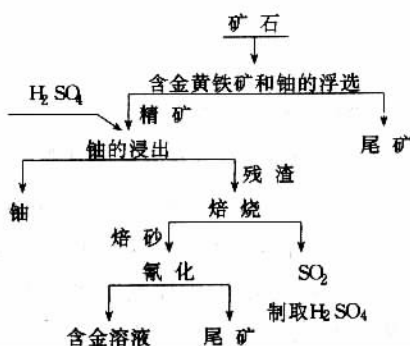 矿石
含金黄铁矿和铀的浮选
H₂SO₄
精矿
尾矿
铀的浸出
残渣
铀
焙烧
焙砂
氰化
SO₂
制取H₂SO₄
含金溶液
尾矿